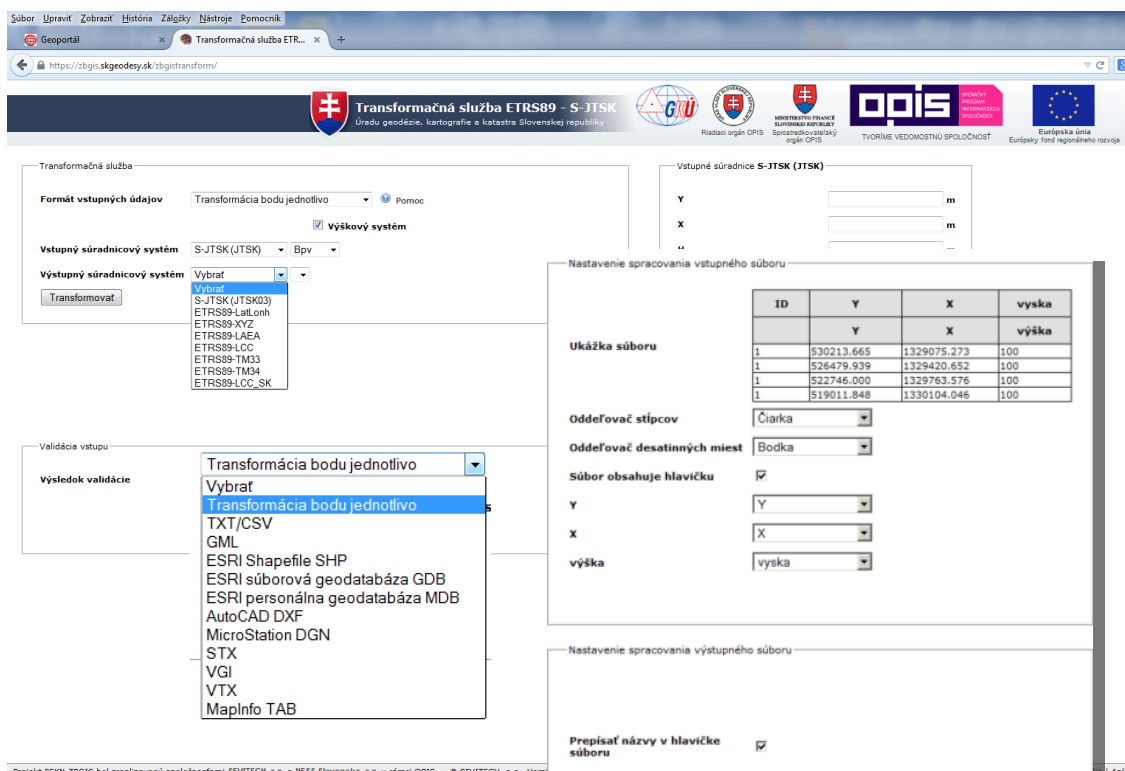 Súbor Upraviť Zobraziť História Záložky Nástroje Pomocník
Geoportál × Transformačná služba ETR... × +
https://zbgis.skgeodesy.sk/zbgistransform/
Transformačná služba ETRS89 - S-JTSK
Úradu geodézie, kartografie a katastra Slovenskej republiky
GKÚ
ÚRAD VLÁDY SLOVENSKEJ REPUBLIKY
Riadiaci orgán OPIS
MINISTERSTVO FINANCIÍ
SLOVENSKEJ REPUBLIKY
Sprostredkovateľský
orgán OPIS
opis
OPERAČNÝ
PROGRAM
INFORMATIZÁCIA
SPOLOČNOSTI
TVORÍME VEDOMOSTNÚ SPOLOČNOSŤ
Európska únia
Európsky fond regionálneho rozvoja
Transformačná služba
Formát vstupných údajov Transformácia bodu jednotlivo Pomoc
Výškový systém
Vstupný súradnicový systém S-JTSK (JTSK) Bpv
Výstupný súradnicový systém Vybrať
Transformovať
Vybrať
S-JTSK (JTSK03)
ETRS89-LatLonh
ETRS89-XYZ
ETRS89-LAEA
ETRS89-LCC
ETRS89-TM33
ETRS89-TM34
ETRS89-LCC_SK
Vstupné súradnice S-JTSK (JTSK)
Y m
X m
Validácia vstupu
Výsledok validácie
Transformácia bodu jednotlivo
Vybrať
Transformácia bodu jednotlivo
TXT/CSV
GML
ESRI Shapefile SHP
ESRI súborová geodatabáza GDB
ESRI personálna geodatabáza MDB
AutoCAD DXF
MicroStation DGN
STX
VGI
VTX
MapInfo TAB
Nastavenie spracovania vstupného súboru
Ukážka súboru
ID Y X vyska
Y X výška
1 530213.665 1329075.273 100
1 526479.939 1329420.652 100
1 522746.000 1329763.576 100
1 519011.848 1330104.046 100
Oddeľovač stĺpcov Čiarka
Oddeľovač desatinných miest Bodka
Súbor obsahuje hlavičku
Y Y
X X
výška vyska
Nastavenie spracovania výstupného súboru
Prepísať názvy v hlavičke
súboru